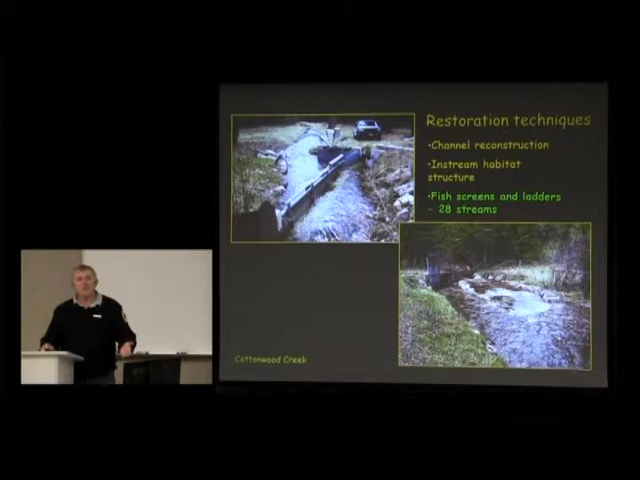 Restoration techniques
•Channel reconstruction
•Instream habitat
structure
•Fish screens and ladders
- 28 streams
Cottonwood Creek